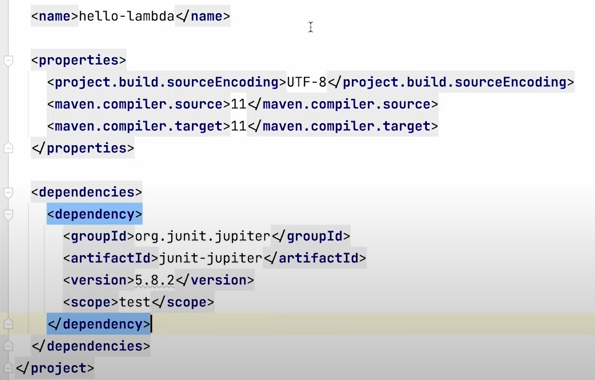 <name>hello-lambda</name>
<properties>
<project.build.sourceEncoding>UTF-8</project.build.sourceEncoding>
<maven.compiler.source>11</maven.compiler.source>
<maven.compiler.target>11</maven.compiler.target>
</properties>
<dependencies>
<dependency>
<groupId>org.junit.jupiter</groupId>
<artifactId>junit-jupiter</artifactId>
<version>5.8.2</version>
<scope>test</scope>
</dependency>
</dependencies>
</project>